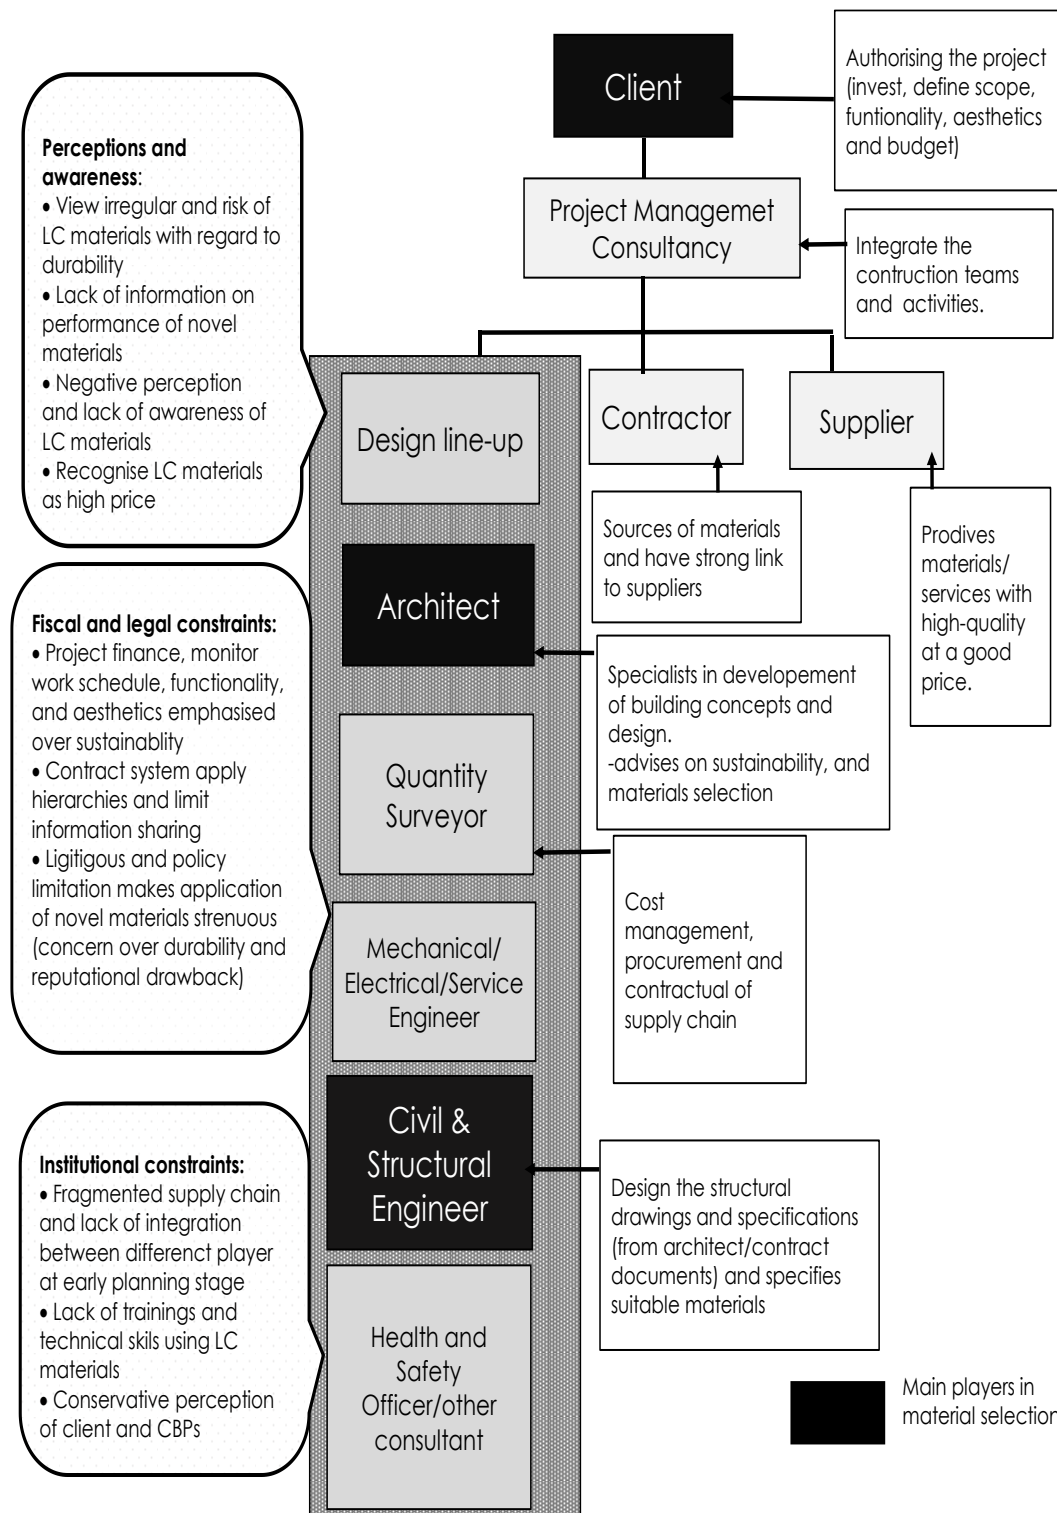 Client
Authorising the project
(invest, define scope,
funtionality, aesthetics
and budget)
Project Managemet
Consultancy
Integrate the
contruction teams
and activities.
Perceptions and
awareness:
• View irregular and risk of
LC materials with regard to
durability
• Lack of information on
performance of novel
materials
• Negative perception
and lack of awareness of
LC materials
• Recognise LC materials
as high price
Design line-up
Contractor
Supplier
Sources of materials
and have strong link
to suppliers
Prodives
materials/
services with
high-quality
at a good
price.
Architect
Specialists in developement
of building concepts and
design.
-advises on sustainability, and
materials selection
Fiscal and legal constraints:
• Project finance, monitor
work schedule, functionality,
and aesthetics emphasised
over sustainablity
• Contract system apply
hierarchies and limit
information sharing
• Ligitigous and policy
limitation makes application
of novel materials strenuous
(concern over durability and
reputational drawback)
Quantity
Surveyor
Cost
management,
procurement and
contractual of
supply chain
Mechanical/
Electrical/Service
Engineer
Civil &
Structural
Engineer
Design the structural
drawings and specifications
(from architect/contract
documents) and specifies
suitable materials
Institutional constraints:
• Fragmented supply chain
and lack of integration
between differenct player
at early planning stage
• Lack of trainings and
technical skils using LC
materials
• Conservative perception
of client and CBPs
Health and
Safety
Officer/other
consultant
Main players in
material selection